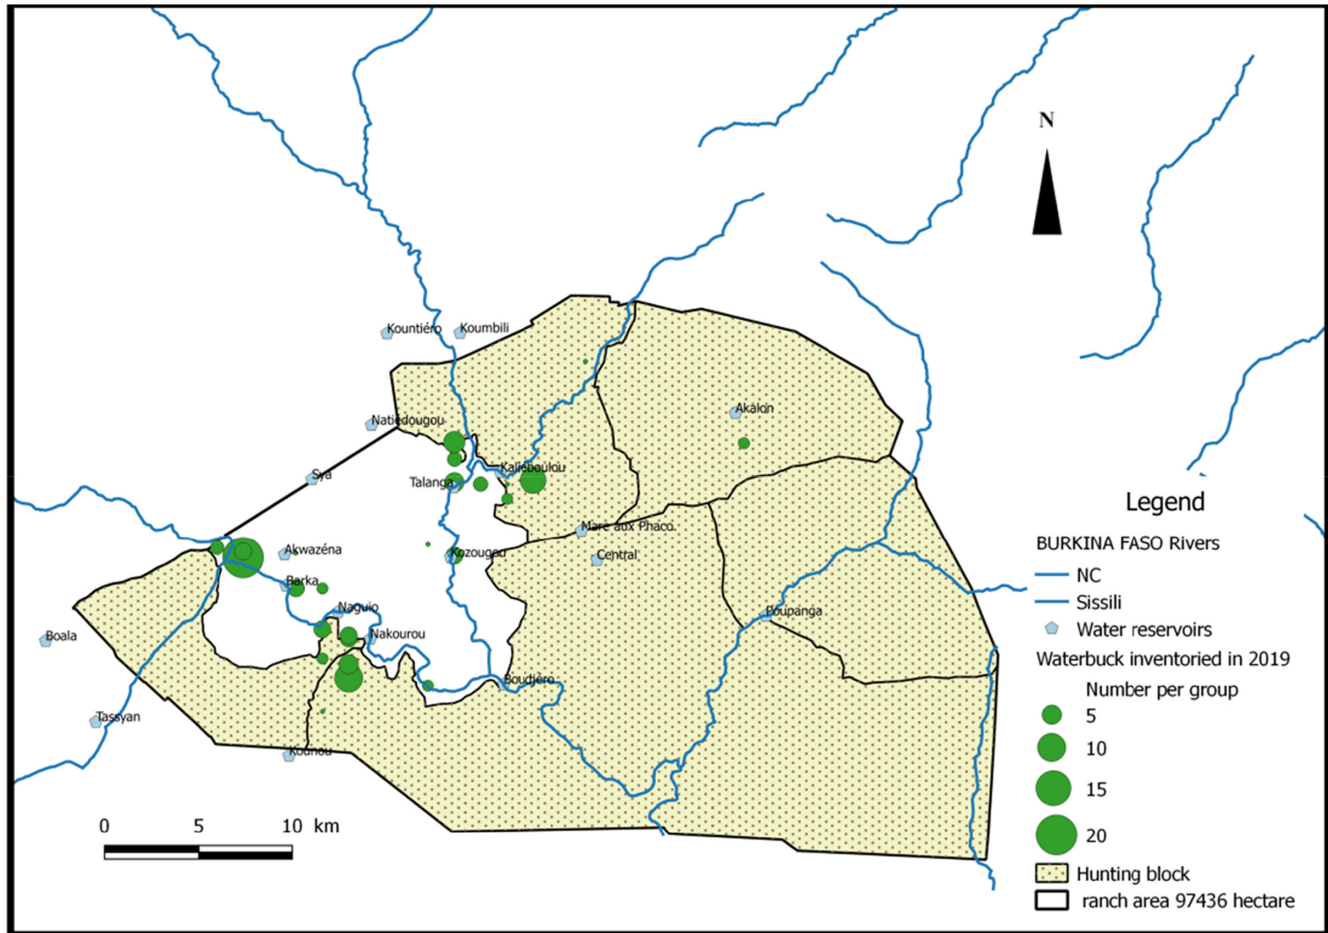 N
Kountiéro
Koumbili
Akalon
Natiédougou
Kaliéboulou
Sya
Talanga
Mare aux Phaco.
Akwazéna
Kozougou
Central
Barka
Naguio
Poupanga
Boala
Nakourou
Boudjéro
Tassyan
Kounou
0 5 10 km
Legend
BURKINA FASO Rivers
NC
Sissili
Water reservoirs
Waterbuck inventoried in 2019
Number per group
5
10
15
20
Hunting block
ranch area 97436 hectare